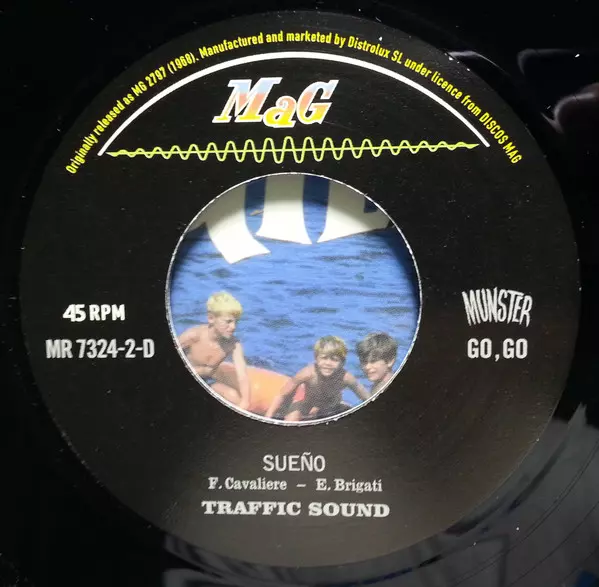 Originally released as MG 2797 (1968). Manufactured and marketed by Distrolux SL under licence from DISCOS MAG
MaG
45 RPM
MR 7324-2-D
MUNSTER
GO, GO
SUEÑO
F. Cavaliere - E. Brigati
TRAFFIC SOUND